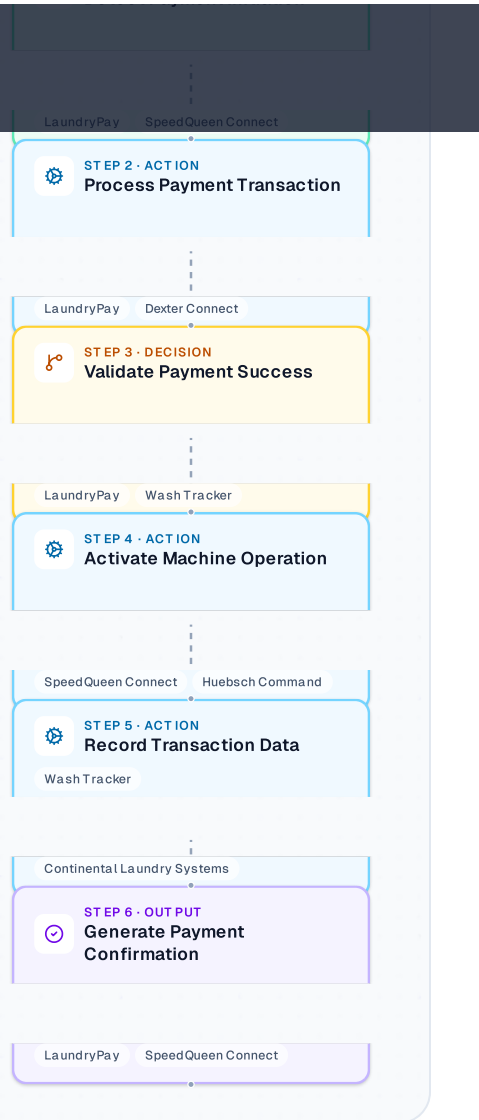 LaundryPay SpeedQueen Connect
STEP 2 · ACTION
Process Payment Transaction
LaundryPay Dexter Connect
STEP 3 · DECISION
Validate Payment Success
LaundryPay Wash Tracker
STEP 4 · ACTION
Activate Machine Operation
SpeedQueen Connect Huebsch Command
STEP 5 · ACTION
Record Transaction Data
Wash Tracker
Continental Laundry Systems
STEP 6 · OUTPUT
Generate Payment
Confirmation
LaundryPay SpeedQueen Connect